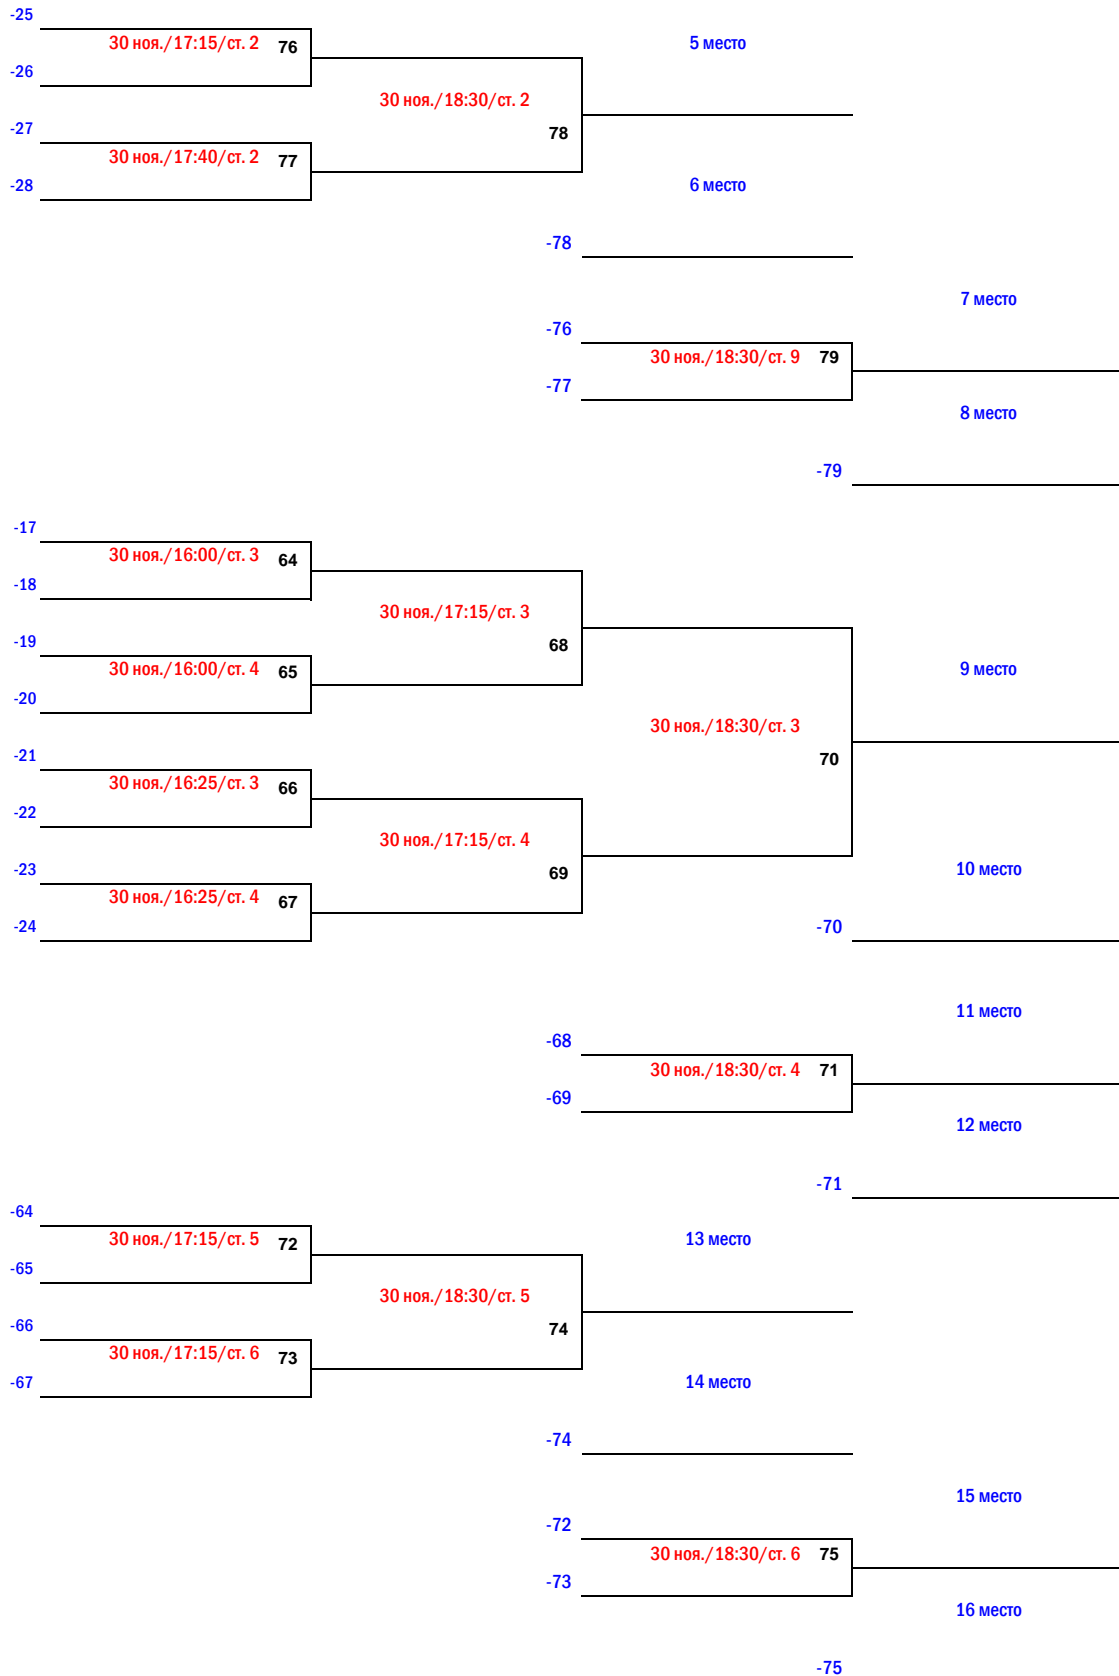 -25
30 ноя./17:15/ст. 2 76
5 место
-26
30 ноя./18:30/ст. 2
-27
78
30 ноя./17:40/ст. 2 77
-28
6 место
-78
7 место
-76
30 ноя./18:30/ст. 9 79
-77
8 место
-79
-17
30 ноя./16:00/ст. 3 64
-18
30 ноя./17:15/ст. 3
-19
68
30 ноя./16:00/ст. 4 65
9 место
-20
30 ноя./18:30/ст. 3
-21
70
30 ноя./16:25/ст. 3 66
-22
30 ноя./17:15/ст. 4
-23
69
10 место
30 ноя./16:25/ст. 4 67
-24
-70
11 место
-68
30 ноя./18:30/ст. 4 71
-69
12 место
-71
-64
30 ноя./17:15/ст. 5 72
13 место
-65
30 ноя./18:30/ст. 5
-66
74
30 ноя./17:15/ст. 6 73
-67
14 место
-74
15 место
-72
30 ноя./18:30/ст. 6 75
-73
16 место
-75